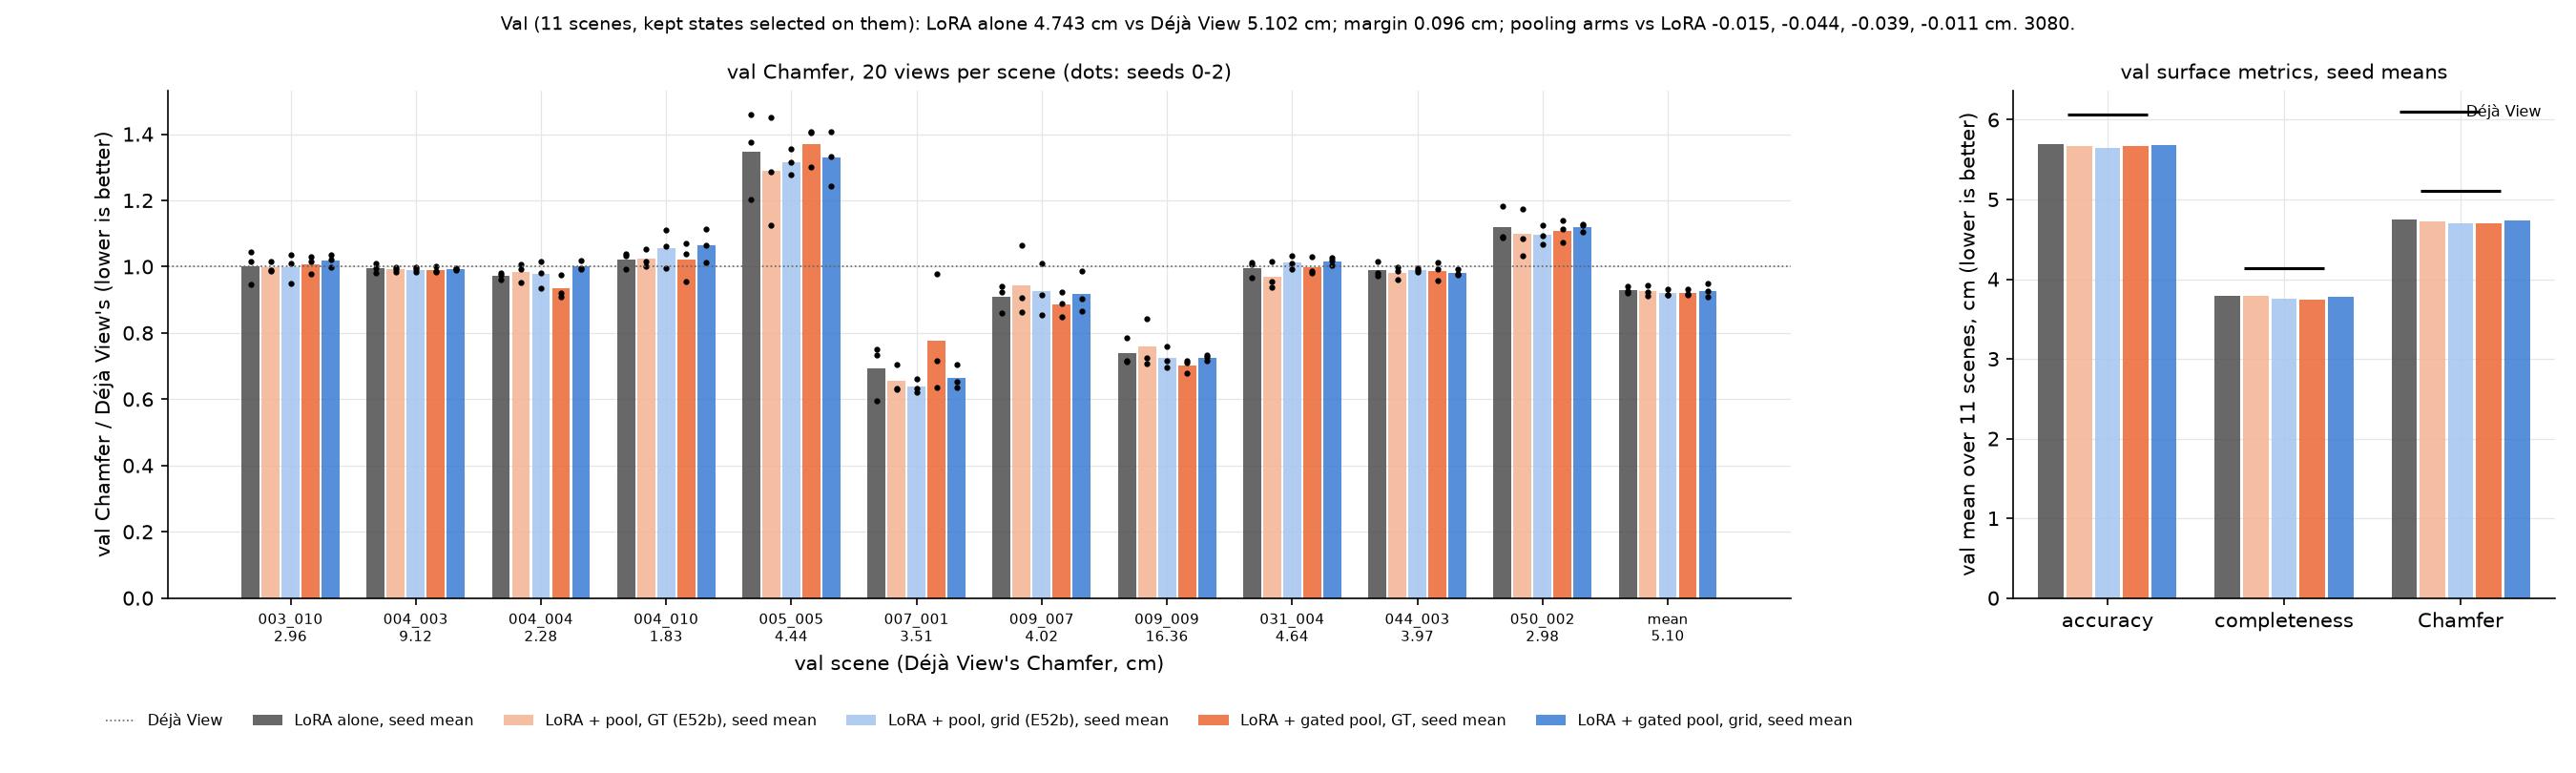 Val (11 scenes, kept states selected on them): LoRA alone 4.743 cm vs Déjà View 5.102 cm; margin 0.096 cm; pooling arms vs LoRA -0.015, -0.044, -0.039, -0.011 cm. 3080.
val Chamfer, 20 views per scene (dots: seeds 0-2)
val Chamfer / Déjà View's (lower is better)
1.4
1.2
1.0
0.8
0.6
0.4
0.2
0.0
003_010 004_003 004_004 004_010 005_005 007_001 009_007 009_009 031_004 044_003 050_002 mean
2.96 9.12 2.28 1.83 4.44 3.51 4.02 16.36 4.64 3.97 2.98 5.10
val scene (Déjà View's Chamfer, cm)
val surface metrics, seed means
val mean over 11 scenes, cm (lower is better)
Déjà View
6
5
4
3
2
1
0
accuracy completeness Chamfer
Déjà View LoRA alone, seed mean LoRA + pool, GT (E52b), seed mean LoRA + pool, grid (E52b), seed mean LoRA + gated pool, GT, seed mean LoRA + gated pool, grid, seed mean